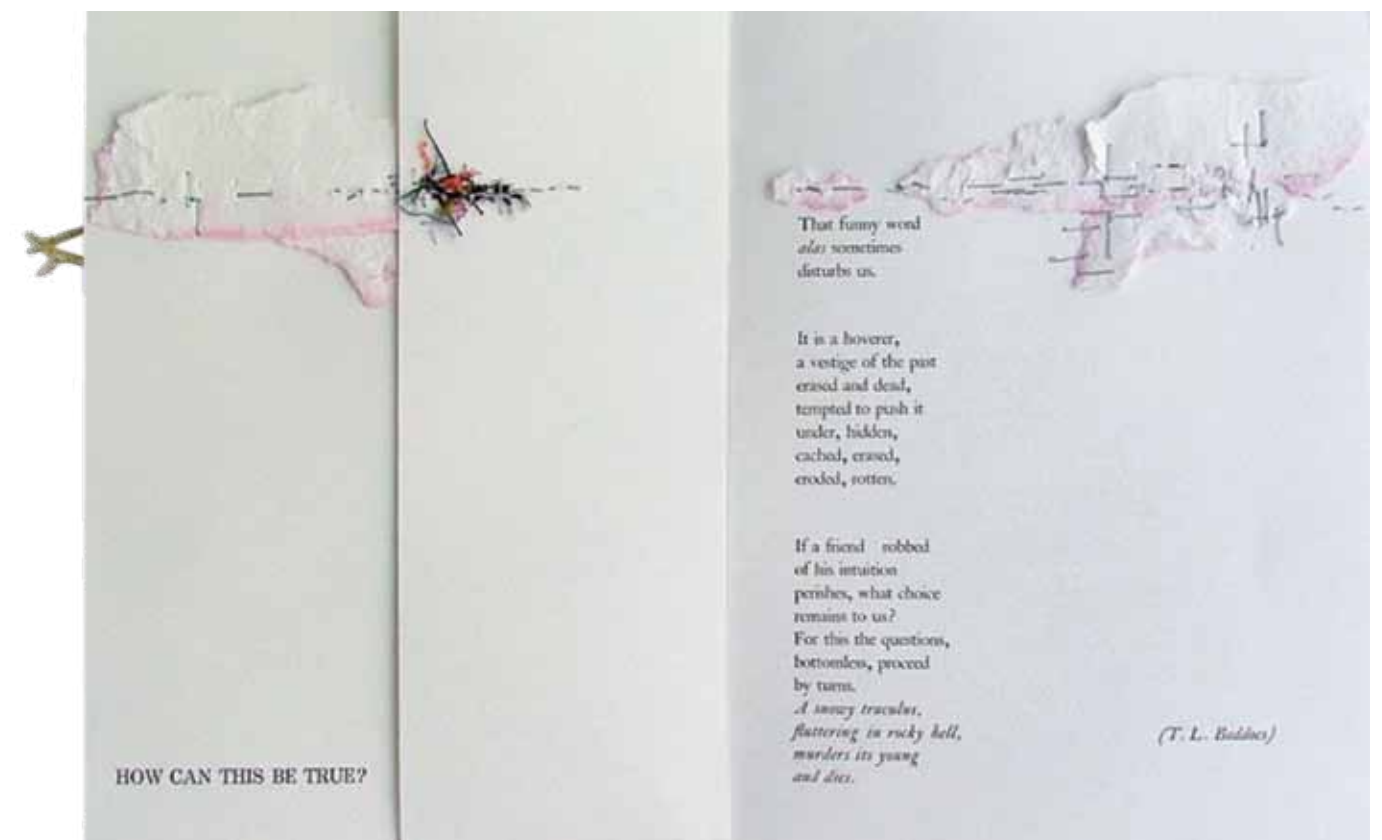 HOW CAN THIS BE TRUE?
That funny word
alas sometimes
disturbs us.
It is a hoverer,
a vestige of the past
erased and dead,
tempted to push it
under, hidden,
cached, erased,
eroded, rotten.
If a friend robbed
of his intuition
perishes, what choice
remains to us?
For this the questions,
bottomless, proceed
by turns.
A snowy truculus,
fluttering in rocky hell,
murders its young
and dies.
(T. L. Beddoes)